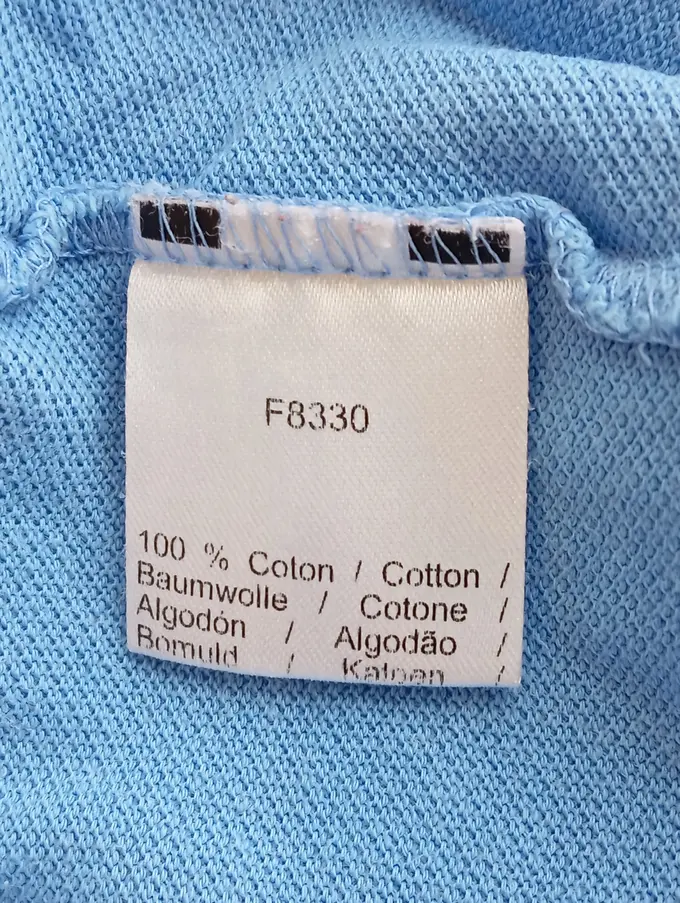 F8330
100 % Coton / Cotton /
Baumwolle / Cotone /
Algodón / Algodão /
Bomuld / Katoen /